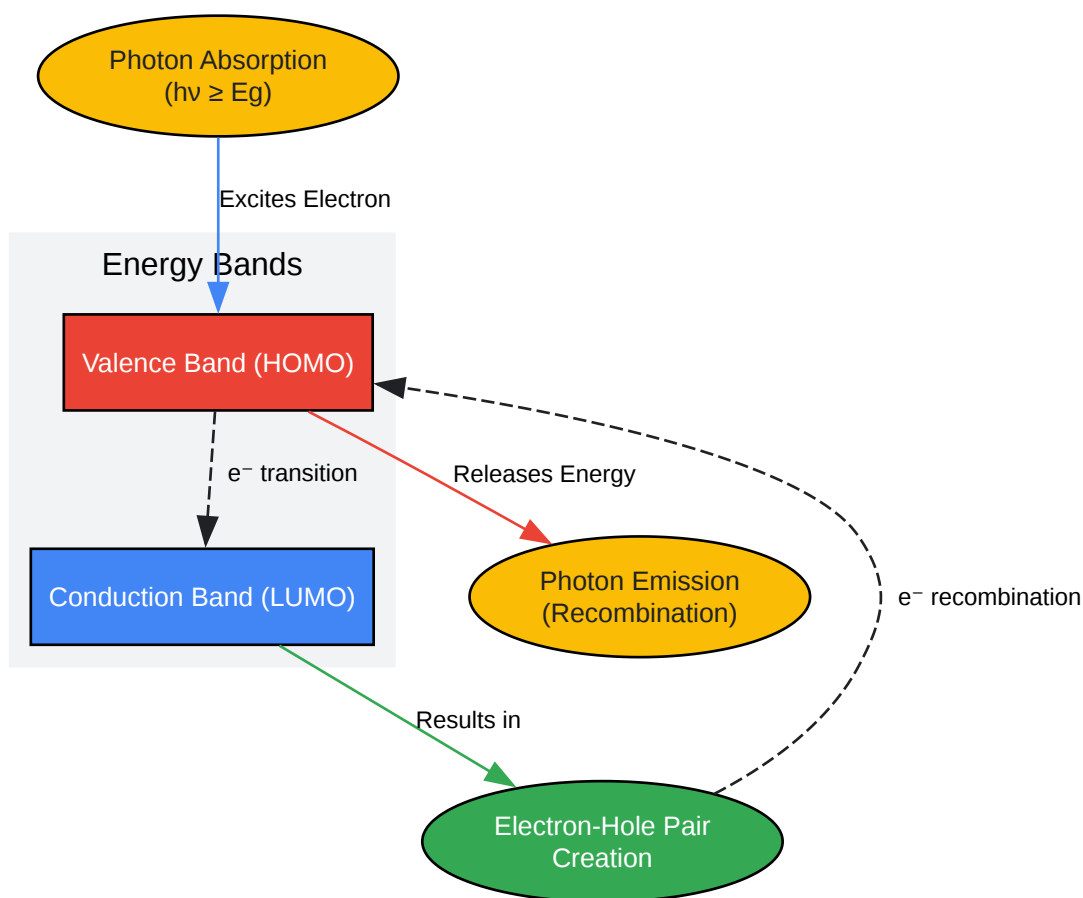 Photon Absorption
(hν ≥ Eg)
Excites Electron
Energy Bands
Valence Band (HOMO)
e⁻ transition
Releases Energy
Conduction Band (LUMO)
Photon Emission
(Recombination)
e⁻ recombination
Results in
Electron-Hole Pair
Creation